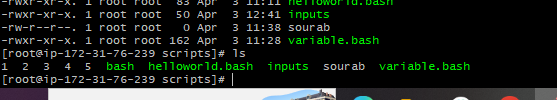 -rwxr-xr-x. 1 root root  83 Apr  3 11:11 helloworld.bash
-rwxr-xr-x. 1 root root  50 Apr  3 12:41 inputs
-rw-r--r--. 1 root root   0 Apr  3 11:38 sourab
-rwxr-xr-x. 1 root root 162 Apr  3 11:28 variable.bash
[root@ip-172-31-76-239 scripts]# ls
1  2  3  4  5  bash  helloworld.bash  inputs  sourab  variable.bash
[root@ip-172-31-76-239 scripts]#